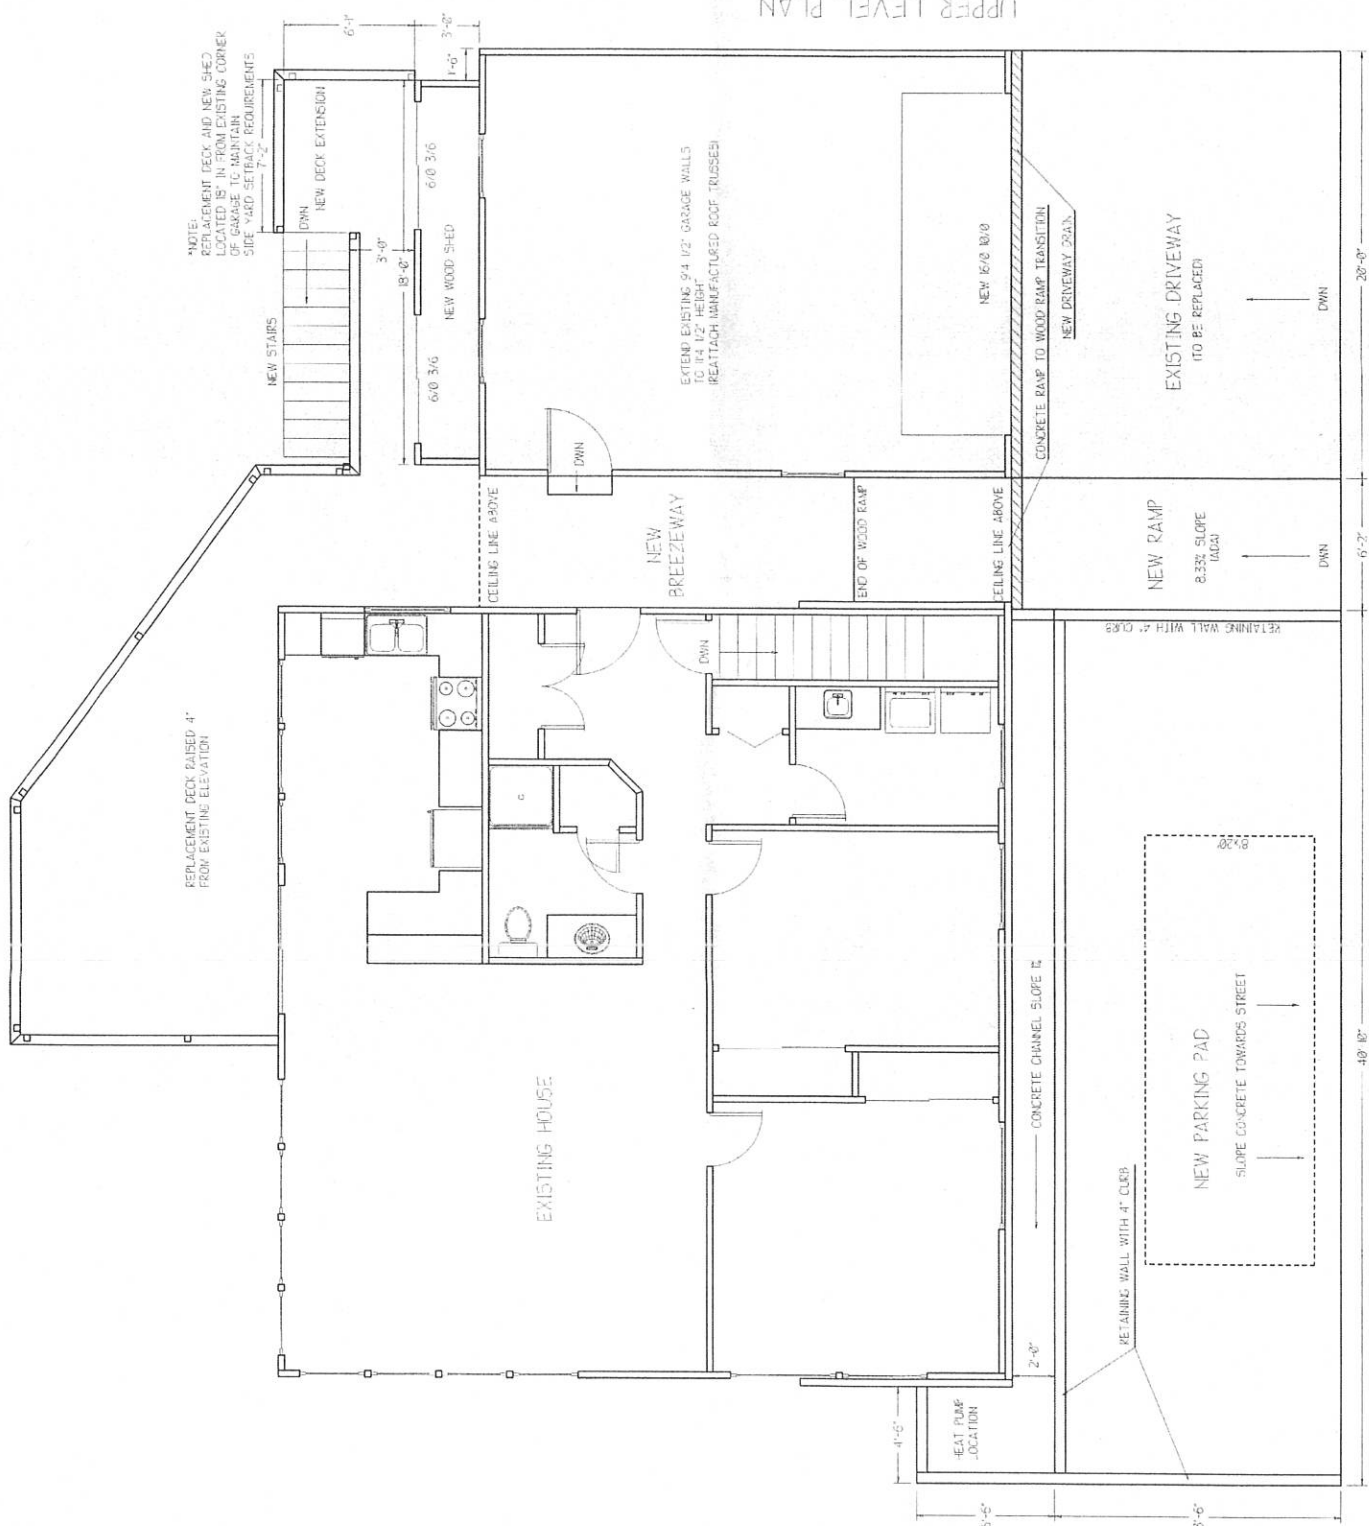 UPPER LEVEL PLAN
*NOTE:
REPLACEMENT DECK AND NEW SHED
LOCATED 18" IN FROM EXISTING CORNER
OF GARAGE TO MAINTAIN
SIDE YARD SETBACK REQUIREMENTS
7'-2"
6'-1"
3'-0"
1'-6"
NEW DECK EXTENSION
DWN
NEW STAIRS
3'-0"
18'-0"
6/0 3/6
NEW WOOD SHED
6/0 3/6
EXTEND EXISTING 9'4 1/2" GARAGE WALLS
TO 11'4 1/2" HEIGHT
(REATTACH MANUFACTURED ROOF TRUSSES)
NEW 16/0 10/0
DWN
CONCRETE RAMP TO WOOD RAMP TRANSITION
NEW DRIVEWAY DRAIN
EXISTING DRIVEWAY
(TO BE REPLACED)
DWN
20'-0"
CEILING LINE ABOVE
NEW
BREEZEWAY
END OF WOOD RAMP
CEILING LINE ABOVE
NEW RAMP
8.33% SLOPE
(ADA)
DWN
6'-2"
REPLACEMENT DECK RAISED 4"
FROM EXISTING ELEVATION
DWN
RETAINING WALL WITH 4" CURB
EXISTING HOUSE
CONCRETE CHANNEL SLOPE
8'x20'
NEW PARKING PAD
SLOPE CONCRETE TOWARDS STREET
RETAINING WALL WITH 4" CURB
40'-10"
2'-0"
4'-6"
HEAT PUMP
LOCATION